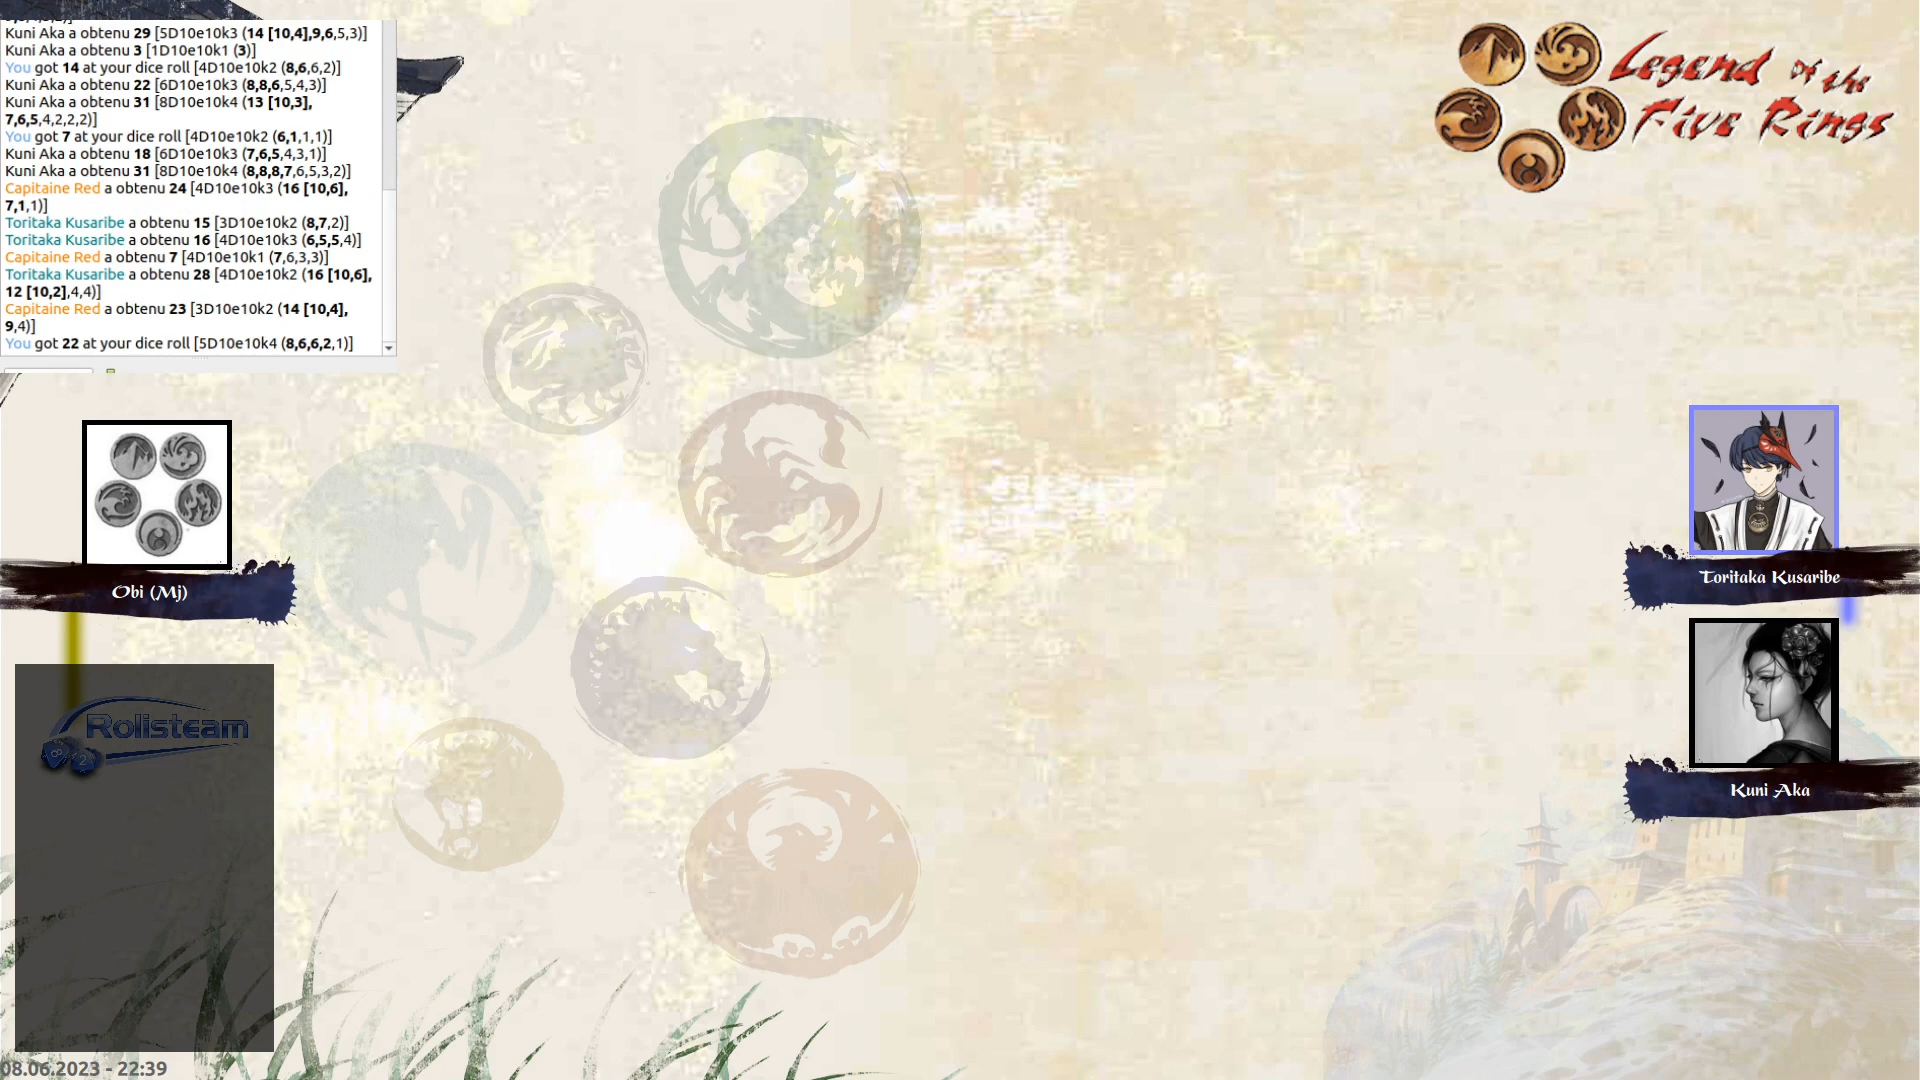 Kuni Aka a obtenu 29 [5D10e10k3 (14 [10,4],9,6,5,3)]
Kuni Aka a obtenu 3 [1D10e10k1 (3)]
You got 14 at your dice roll [4D10e10k2 (8,6,6,2)]
Kuni Aka a obtenu 22 [6D10e10k3 (8,8,6,5,4,3)]
Kuni Aka a obtenu 31 [8D10e10k4 (13 [10,3],
7,6,5,4,2,2,2)]
You got 7 at your dice roll [4D10e10k2 (6,1,1,1)]
Kuni Aka a obtenu 18 [6D10e10k3 (7,6,5,4,3,1)]
Kuni Aka a obtenu 31 [8D10e10k4 (8,8,8,7,6,5,3,2)]
Capitaine Red a obtenu 24 [4D10e10k3 (16 [10,6],
7,1,1)]
Toritaka Kusaribe a obtenu 15 [3D10e10k2 (8,7,2)]
Toritaka Kusaribe a obtenu 16 [4D10e10k3 (6,5,5,4)]
Capitaine Red a obtenu 7 [4D10e10k1 (7,6,3,3)]
Toritaka Kusaribe a obtenu 28 [4D10e10k2 (16 [10,6],
12 [10,2],4,4)]
Capitaine Red a obtenu 23 [3D10e10k2 (14 [10,4],
9,4)]
You got 22 at your dice roll [5D10e10k4 (8,6,6,2,1)]
Legend of the
Five Rings
Obi (Mj)
Toritaka Kusaribe
Kuni Aka
Rolisteam
08.06.2023 - 22:39